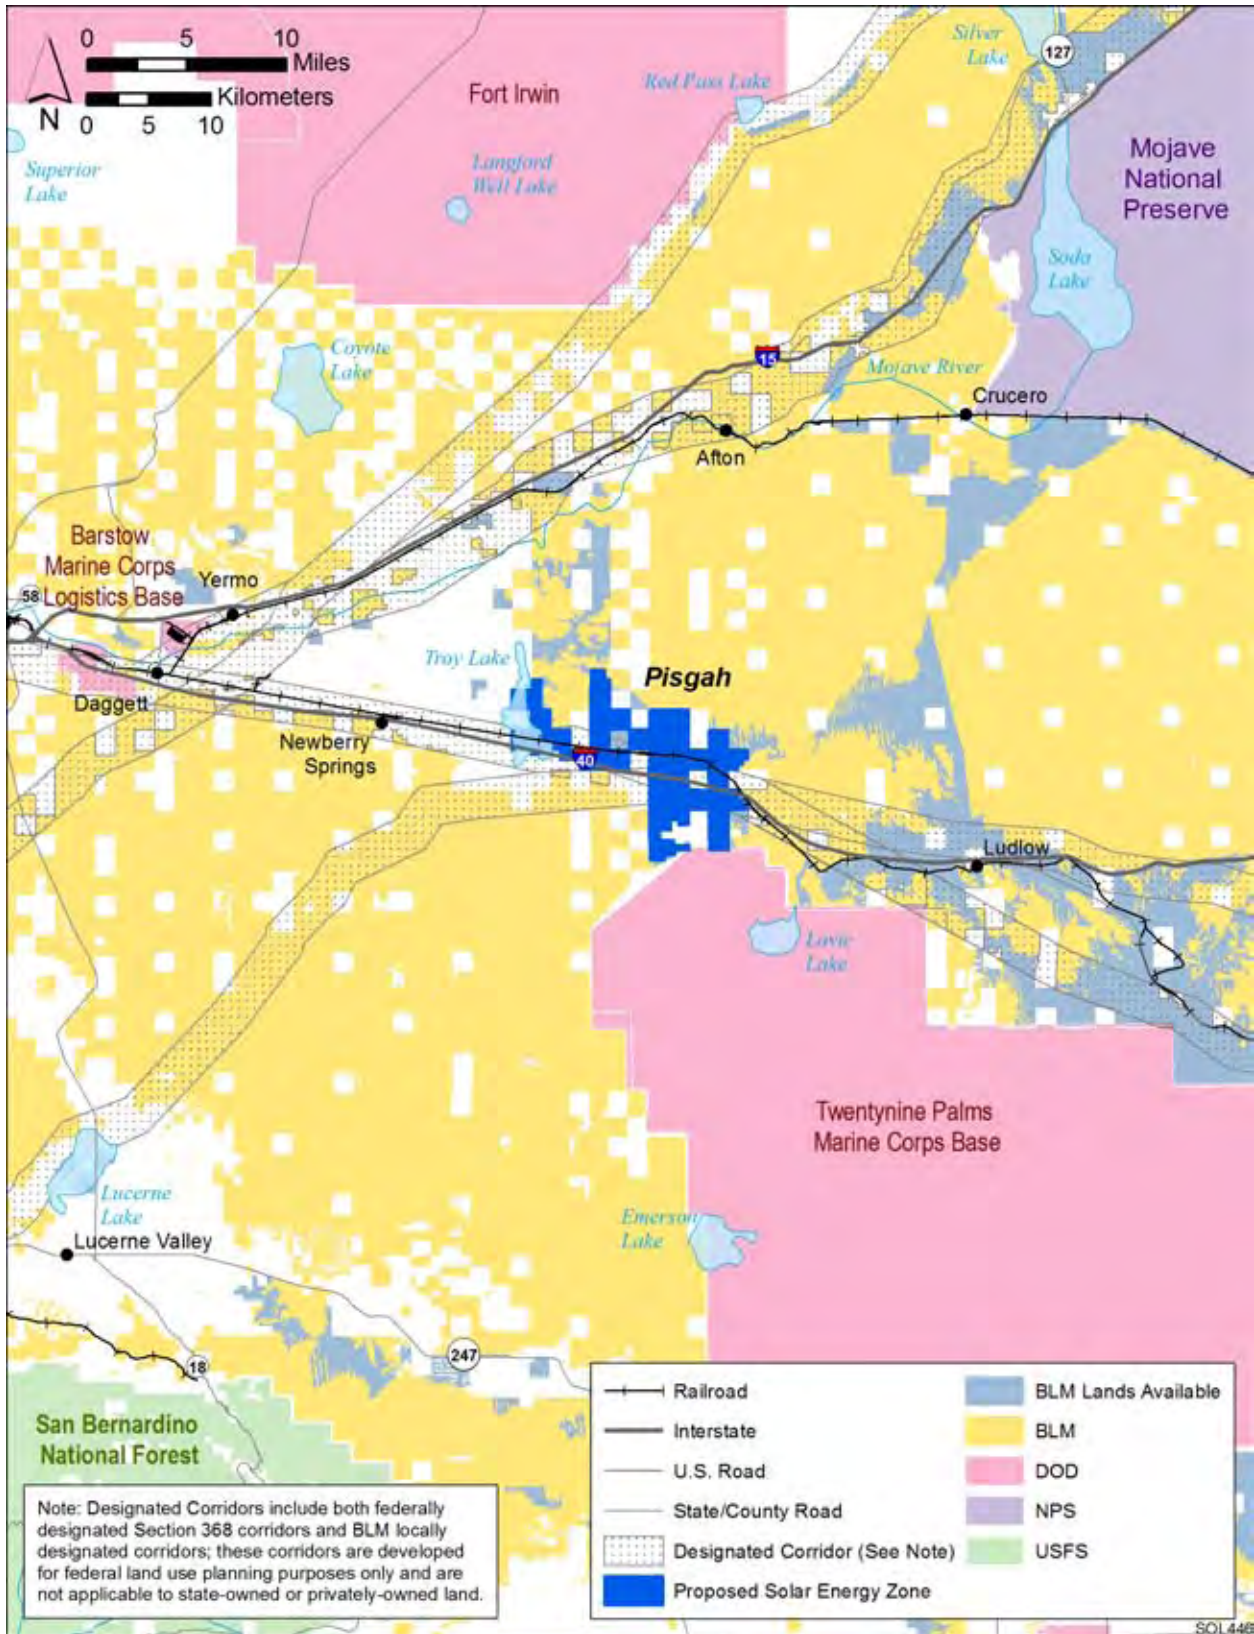 0 5 10
Miles
Kilometers
0 5 10
N
Fort Irwin
Silver
Lake
127
Red Pass Lake
Langford
Well Lake
Superior
Lake
Mojave
National
Preserve
Soda
Lake
Coyote
Lake
15
Mojave River
Crucero
Afton
Barstow
Marine Corps
Logistics Base
Yermo
58
Daggett
Troy Lake
Pisgah
Newberry
Springs
40
Ludlow
Lavic
Lake
Twentynine Palms
Marine Corps Base
Lucerne
Lake
Emerson
Lake
Lucerne Valley
247
18
San Bernardino
National Forest
Note: Designated Corridors include both federally
designated Section 368 corridors and BLM locally
designated corridors; these corridors are developed
for federal land use planning purposes only and are
not applicable to state-owned or privately-owned land.
Railroad
Interstate
U.S. Road
State/County Road
Designated Corridor (See Note)
Proposed Solar Energy Zone
BLM Lands Available
BLM
DOD
NPS
USFS
SOL446